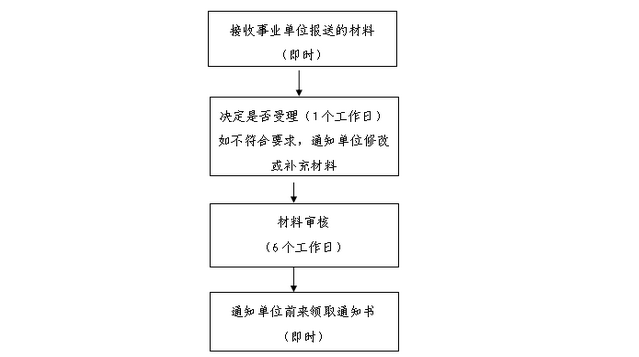 接收事业单位报送的材料
（即时）
决定是否受理（1个工作日）
如不符合要求，通知单位修改
或补充材料
材料审核
（6个工作日）
通知单位前来领取通知书
（即时）